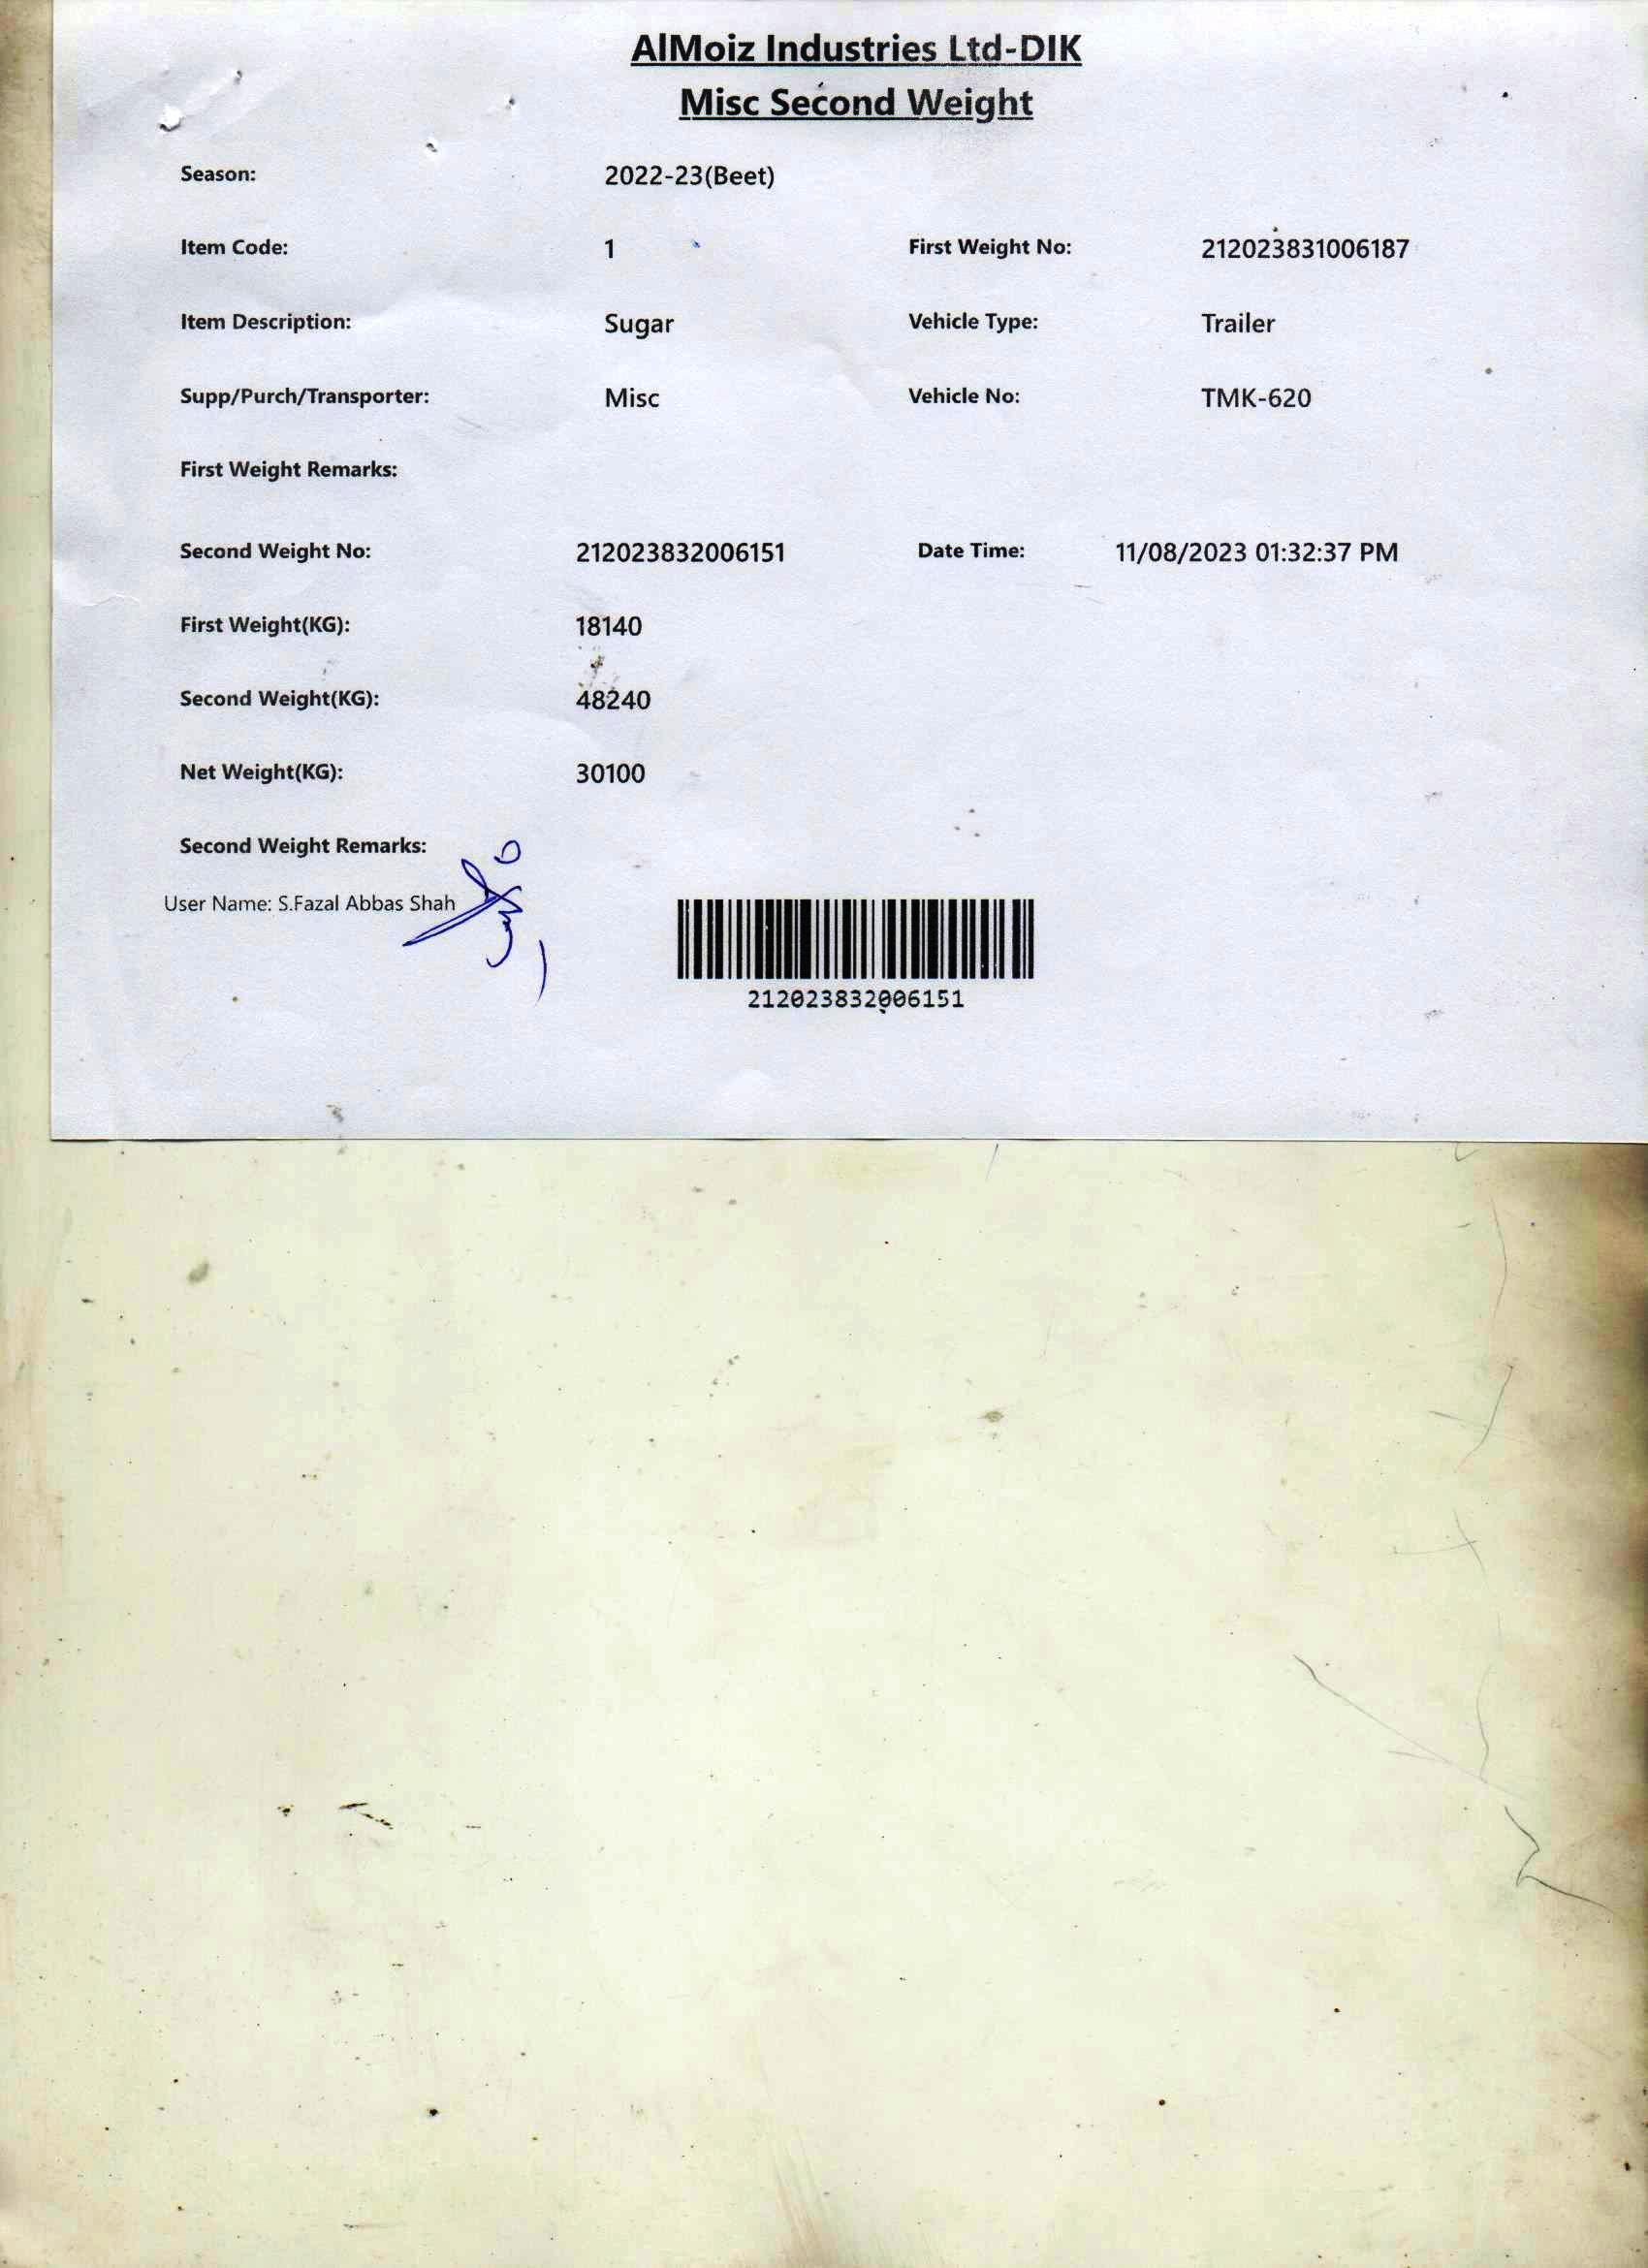 AlMoiz Industries Ltd-DIK
Misc Second Weight
Season: 2022-23(Beet)
Item Code: 1 First Weight No: 212023831006187
Item Description: Sugar Vehicle Type: Trailer
Supp/Purch/Transporter: Misc Vehicle No: TMK-620
First Weight Remarks:
Second Weight No: 212023832006151 Date Time: 11/08/2023 01:32:37 PM
First Weight(KG): 18140
Second Weight(KG): 48240
Net Weight(KG): 30100
Second Weight Remarks:
User Name: S.Fazal Abbas Shah
212023832006151